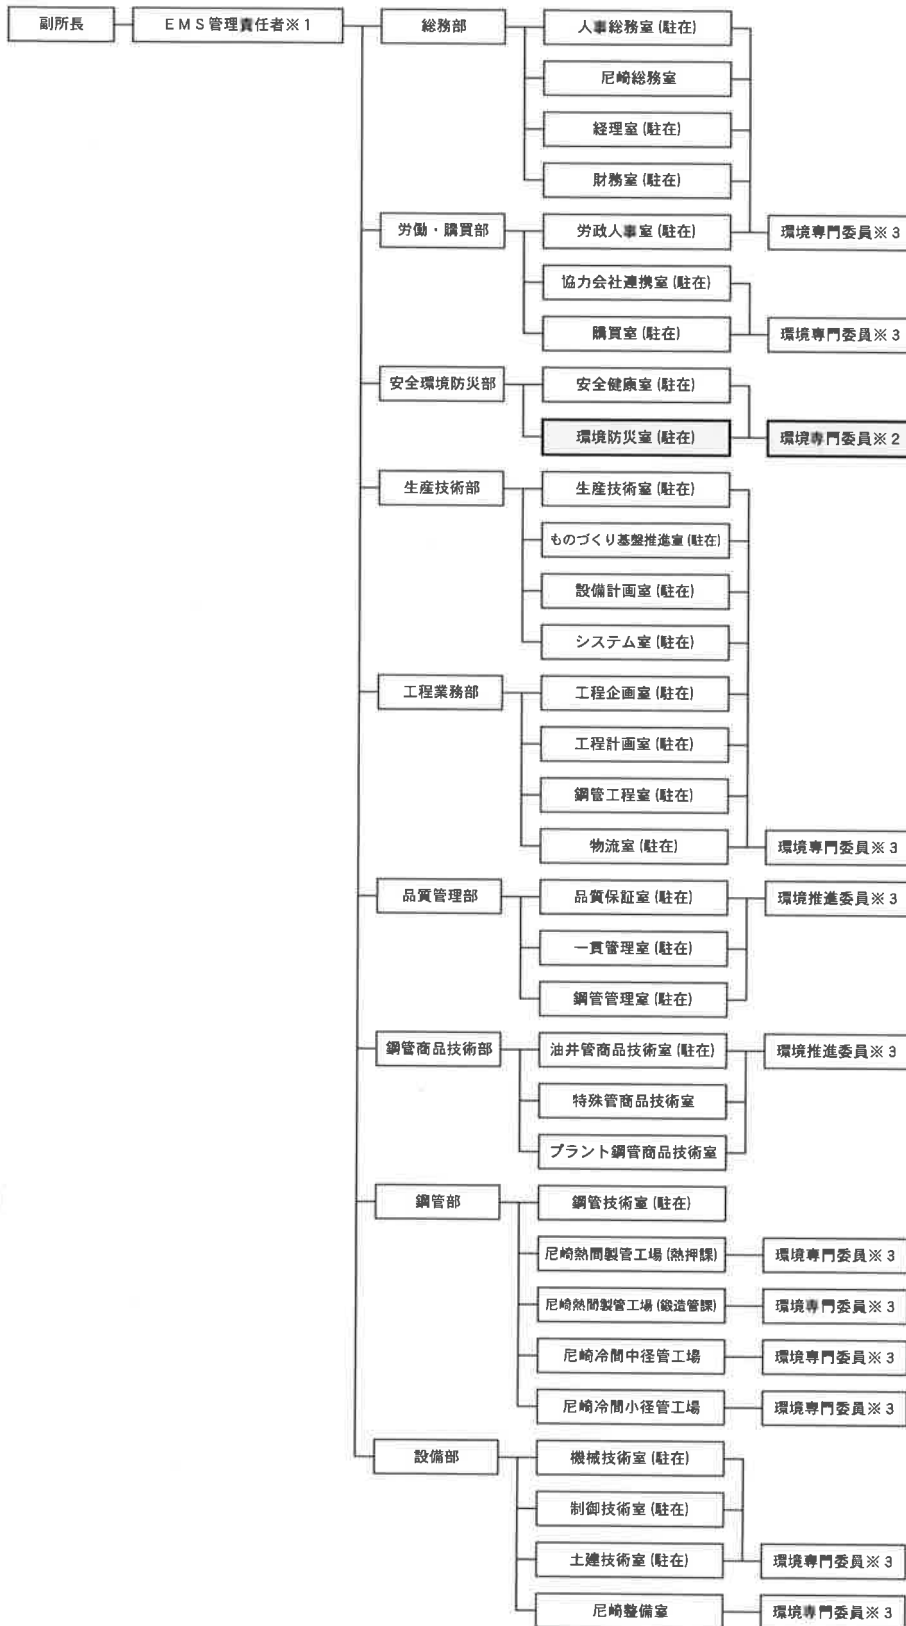 副所長
EMS管理責任者※1
総務部
人事総務室(駐在)
尼崎総務室
経理室(駐在)
財務室(駐在)
労働・購買部
労政人事室(駐在)
環境専門委員※3
協力会社連携室(駐在)
購買室(駐在)
環境専門委員※3
安全環境防災部
安全健康室(駐在)
環境防災室(駐在)
環境専門委員※2
生産技術部
生産技術室(駐在)
ものづくり基盤推進室(駐在)
設備計画室(駐在)
システム室(駐在)
工程業務部
工程企画室(駐在)
工程計画室(駐在)
鋼管工程室(駐在)
物流室(駐在)
環境専門委員※3
品質管理部
品質保証室(駐在)
環境推進委員※3
一貫管理室(駐在)
鋼管管理室(駐在)
鋼管商品技術部
油井管商品技術室(駐在)
環境推進委員※3
特殊管商品技術室
プラント鋼管商品技術室
鋼管部
鋼管技術室(駐在)
尼崎熱間製管工場(熱押課)
環境専門委員※3
尼崎熱間製管工場(鍛造管課)
環境専門委員※3
尼崎冷間中径管工場
環境専門委員※3
尼崎冷間小径管工場
環境専門委員※3
設備部
機械技術室(駐在)
制御技術室(駐在)
土建技術室(駐在)
環境専門委員※3
尼崎整備室
環境専門委員※3